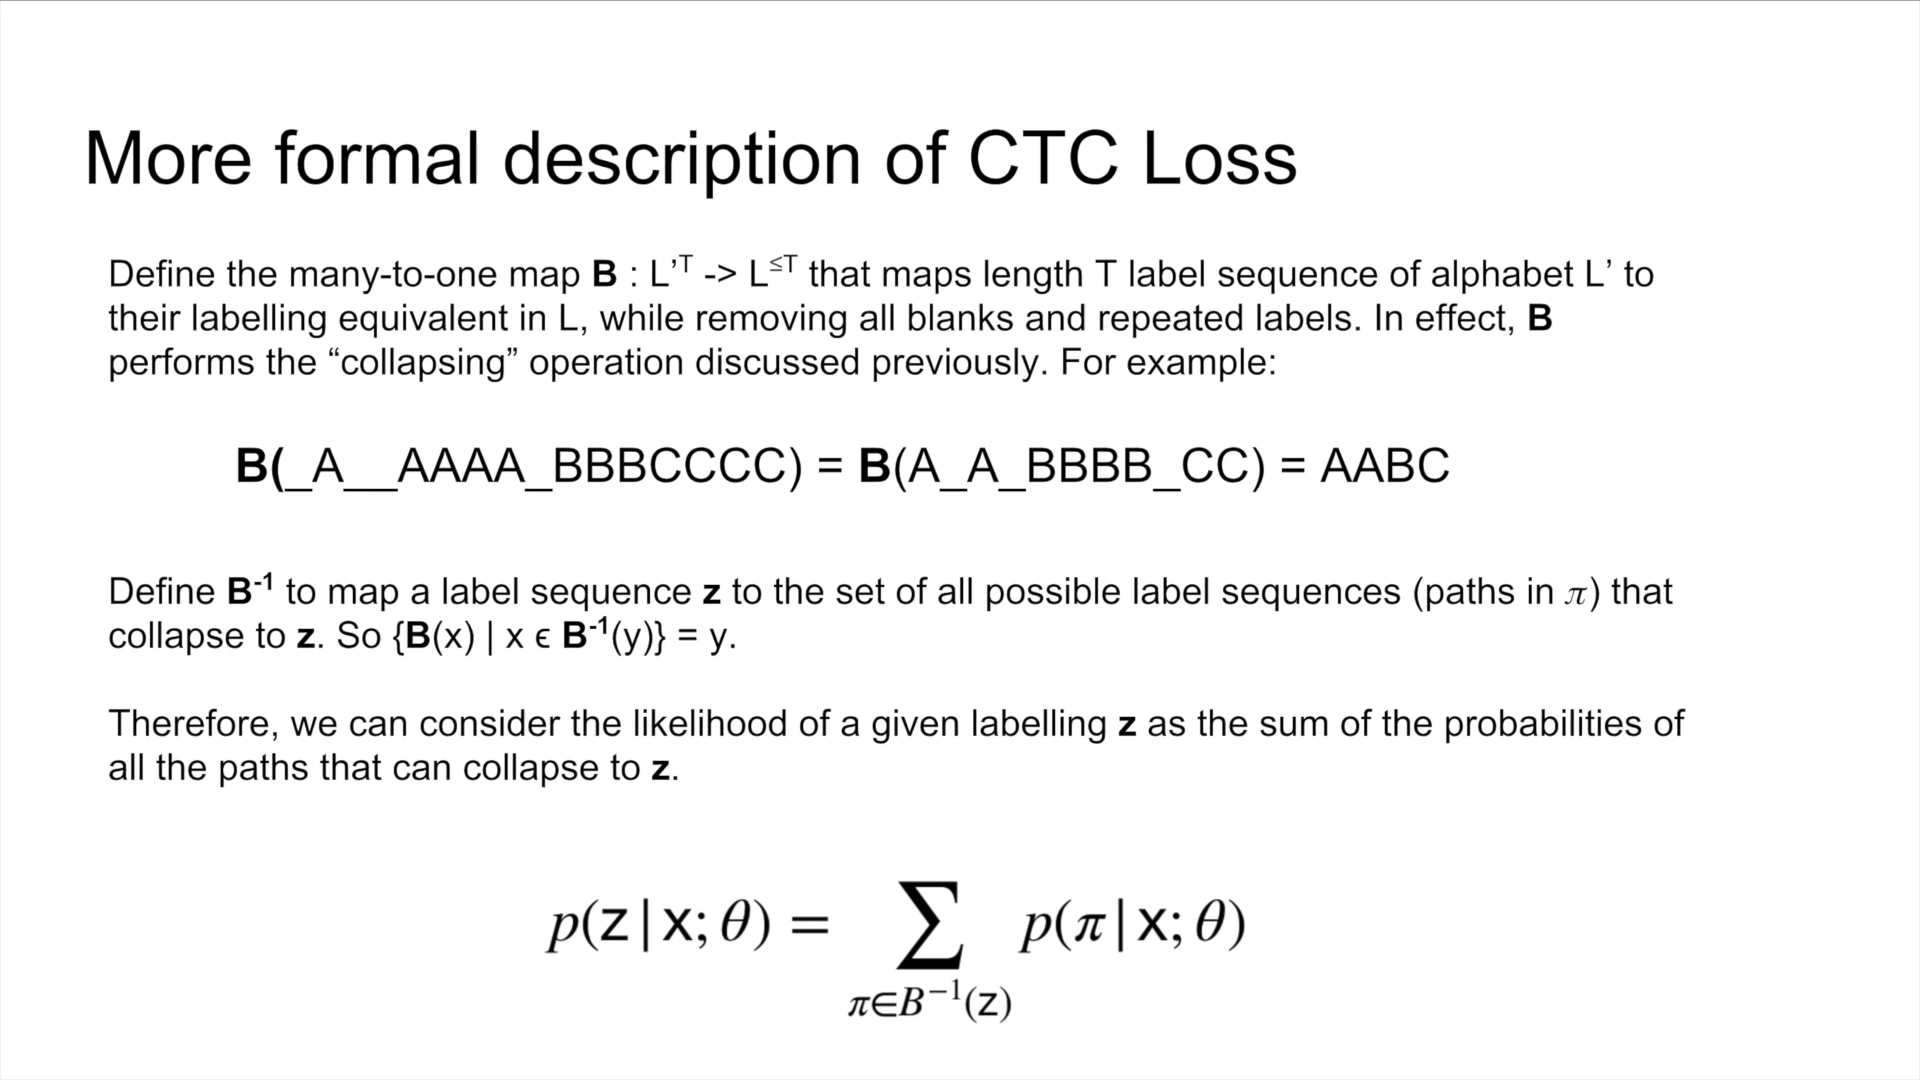 More formal description of CTC Loss
Define the many-to-one map B : L’ᵀ -> L≤ᵀ that maps length T label sequence of alphabet L’ to
their labelling equivalent in L, while removing all blanks and repeated labels. In effect, B
performs the “collapsing” operation discussed previously. For example:
B(_A__AAAA_BBBCCCC) = B(A_A_BBBB_CC) = AABC
Define B⁻¹ to map a label sequence z to the set of all possible label sequences (paths in π) that
collapse to z. So {B(x) | x ϵ B⁻¹(y)} = y.
Therefore, we can consider the likelihood of a given labelling z as the sum of the probabilities of
all the paths that can collapse to z.
p(z|x; θ) = ∑ p(π|x; θ)
π∈B⁻¹(z)